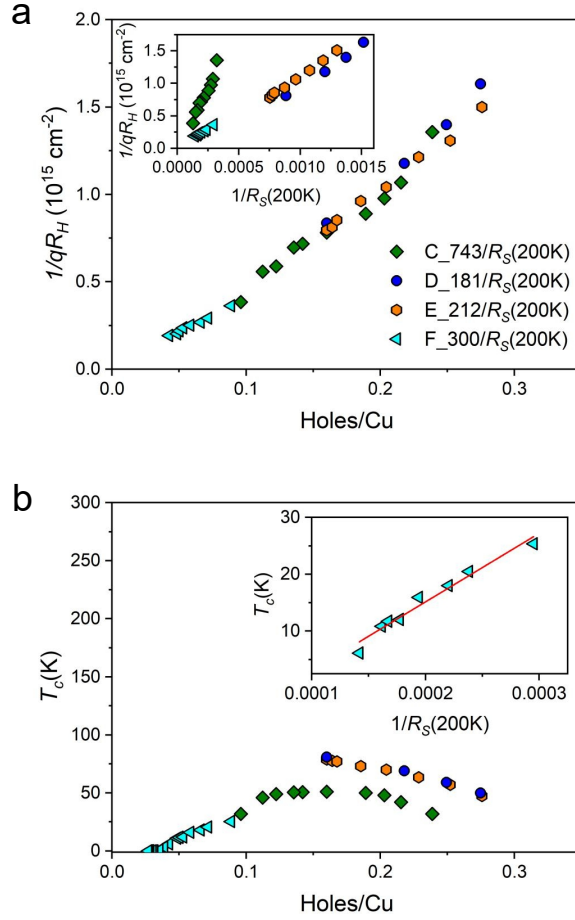 a
2.0
1.5
1.0
0.5
0.0
1/qR_H (10^15 cm^-2)
1.5
1.0
0.5
0.0
1/qR_H (10^15 cm^-2)
0.0000 0.0005 0.0010 0.0015
1/R_S(200K)
C_743/R_S(200K)
D_181/R_S(200K)
E_212/R_S(200K)
F_300/R_S(200K)
0.0 0.1 0.2 0.3
Holes/Cu
b
300
250
200
150
100
50
0
T_c(K)
30
20
10
T_c(K)
0.0001 0.0002 0.0003
1/R_S(200K)
0.0 0.1 0.2 0.3
Holes/Cu